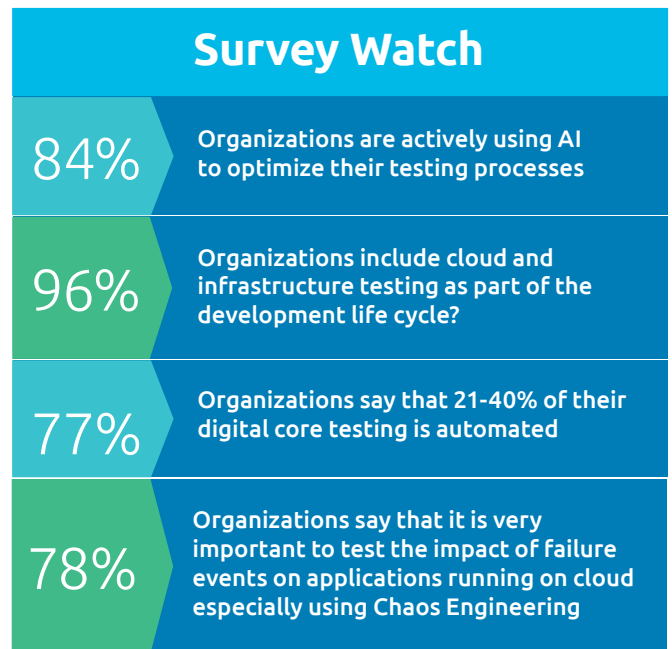 Survey Watch
84%
Organizations are actively using AI
to optimize their testing processes
96%
Organizations include cloud and
infrastructure testing as part of the
development life cycle?
77%
Organizations say that 21-40% of their
digital core testing is automated
78%
Organizations say that it is very
important to test the impact of failure
events on applications running on cloud
especially using Chaos Engineering